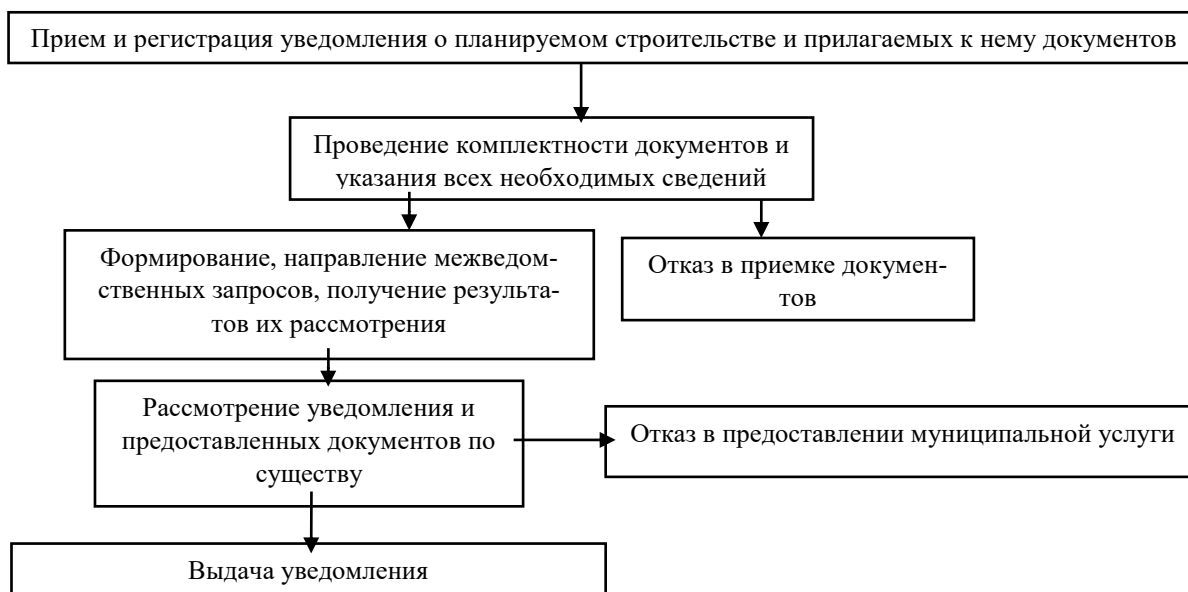 Прием и регистрация уведомления о планируемом строительстве и прилагаемых к нему документов
Проведение комплектности документов и
указания всех необходимых сведений
Формирование, направление межведом-
ственных запросов, получение результа-
тов их рассмотрения
Отказ в приемке докумен-
тов
Рассмотрение уведомления и
предоставленных документов по
существу
Отказ в предоставлении муниципальной услуги
Выдача уведомления